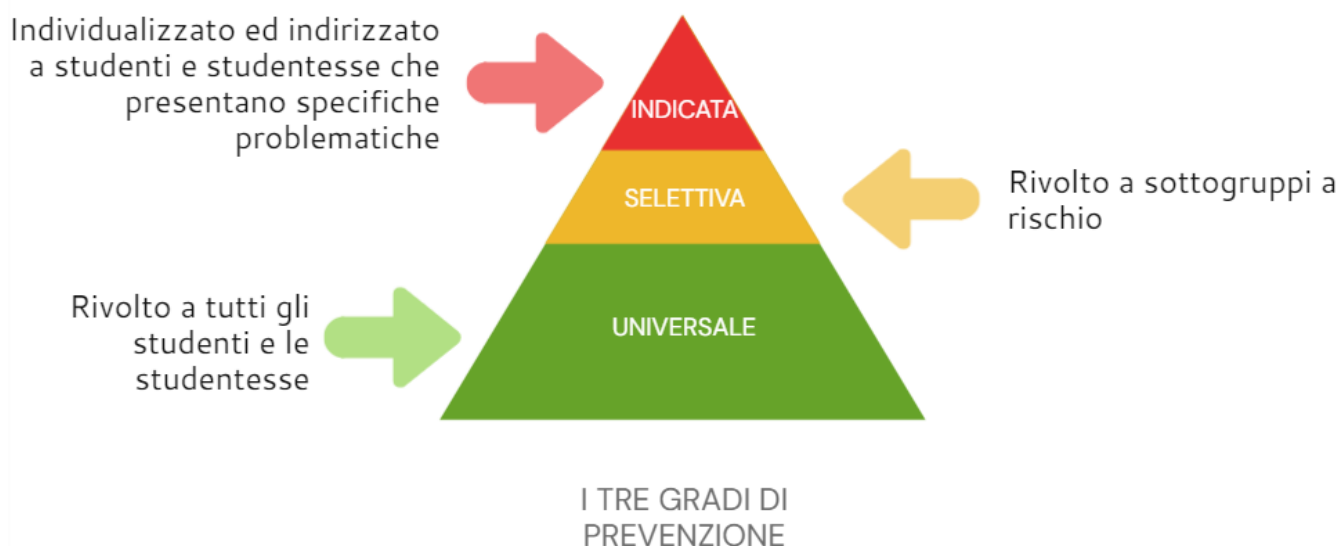 Individualizzato ed indirizzato
a studenti e studentesse che
presentano specifiche
problematiche
INDICATA
SELETTIVA
Rivolto a sottogruppi a
rischio
Rivolto a tutti gli
studenti e le
studentesse
UNIVERSALE
I TRE GRADI DI
PREVENZIONE